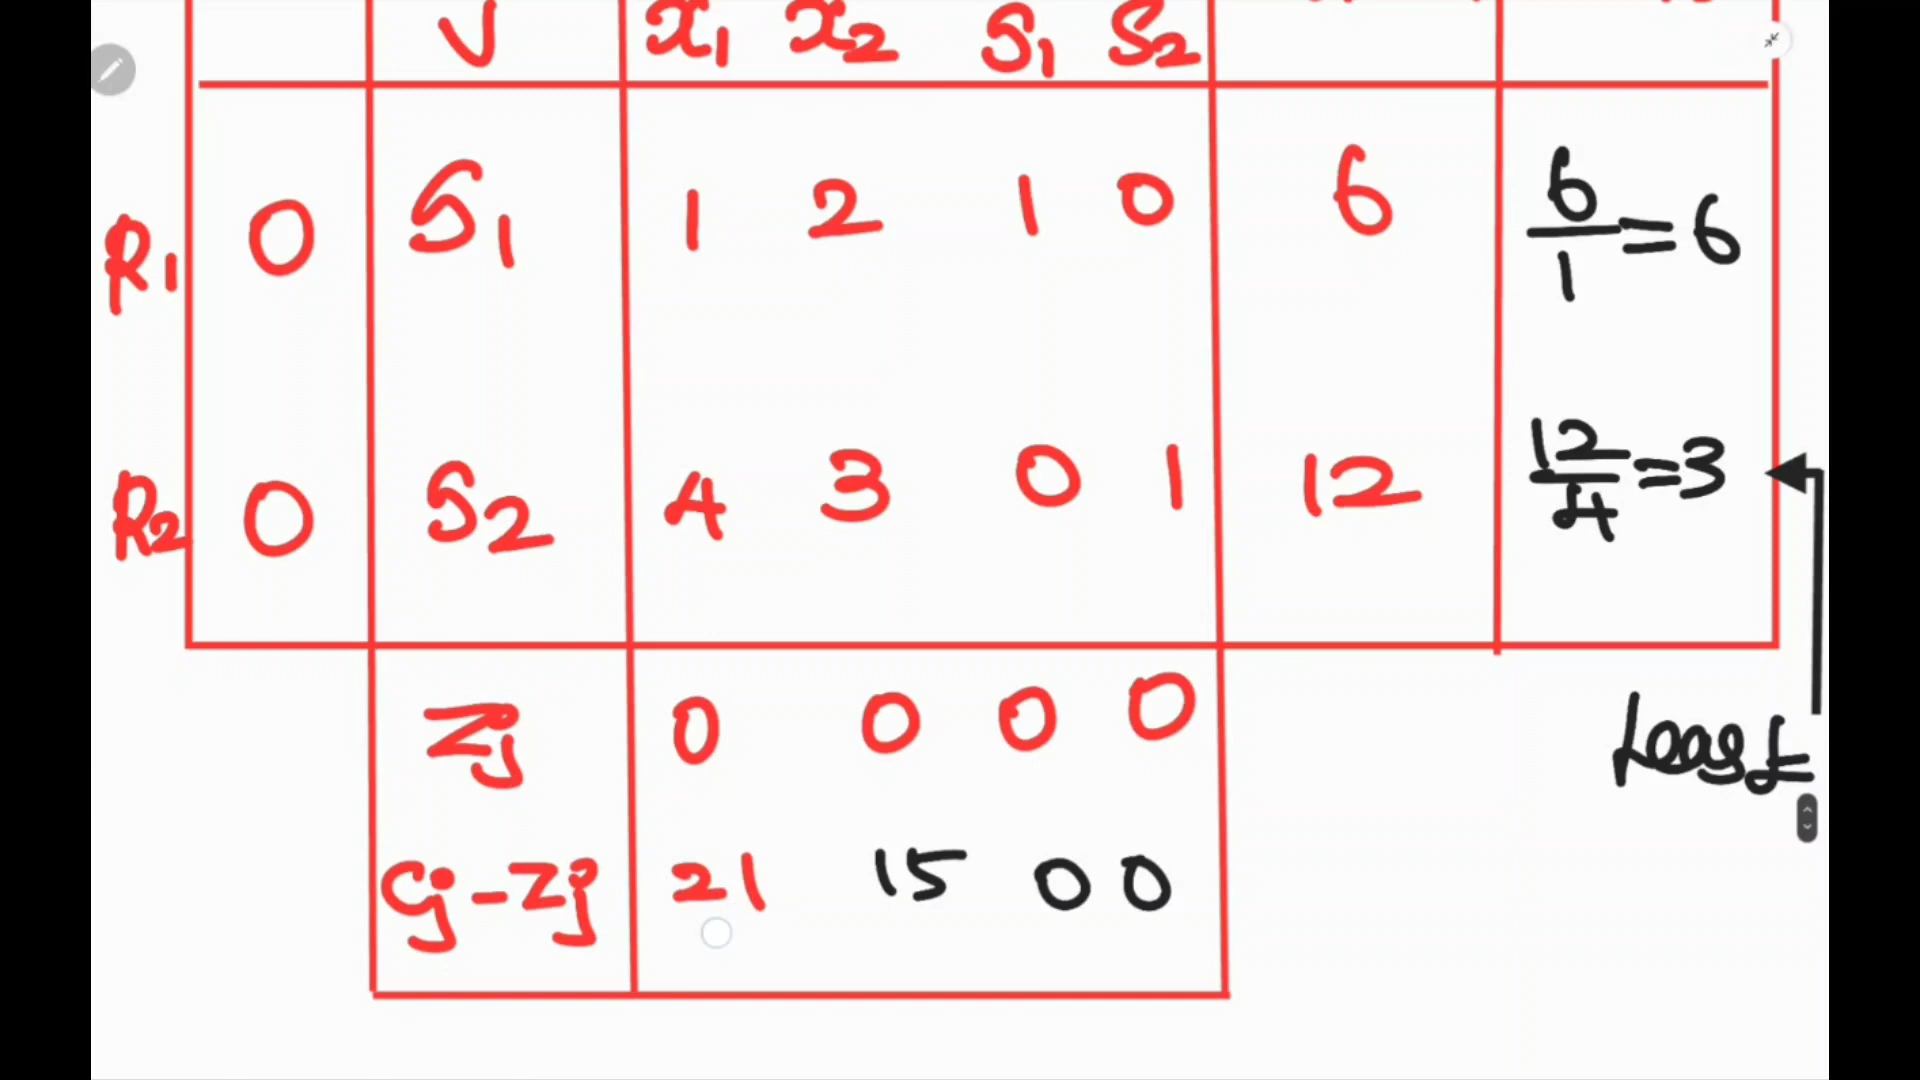 V x1 x2 S1 S2
R1 0 S1 1 2 1 0 6 6/1 = 6
R2 0 S2 4 3 0 1 12 12/4 = 3
Zj 0 0 0 0
Least
Cj - Zj 21 15 0 0